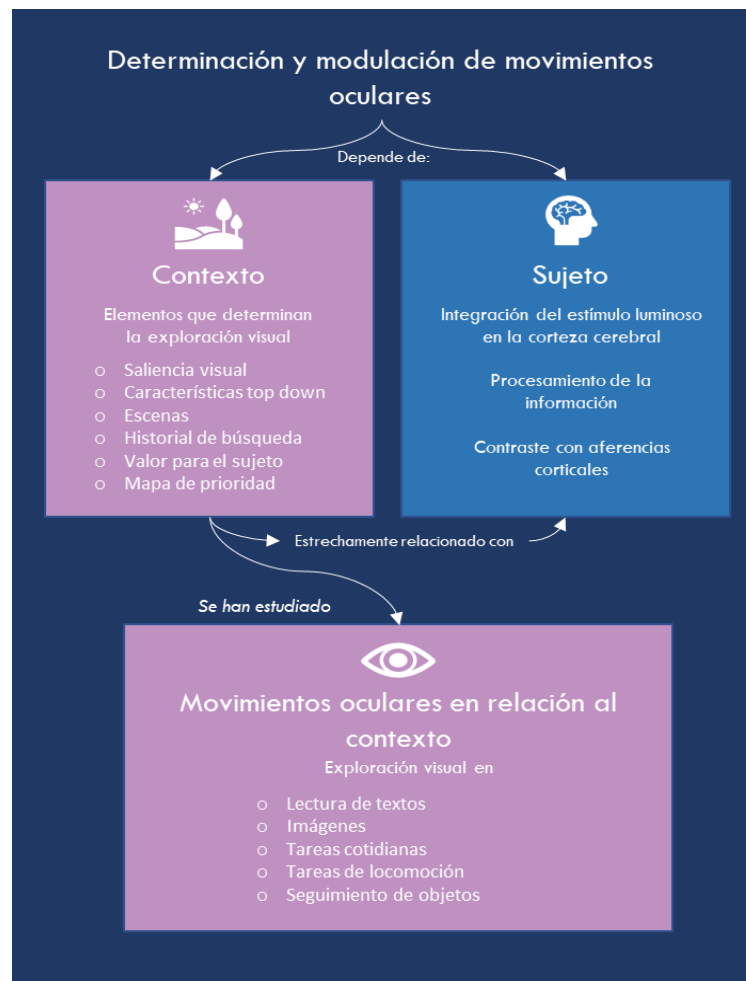 Determinación y modulación de movimientos
oculares
Depende de:
Contexto
Elementos que determinan
la exploración visual
o Saliencia visual
o Características top down
o Escenas
o Historial de búsqueda
o Valor para el sujeto
o Mapa de prioridad
Sujeto
Integración del estímulo luminoso
en la corteza cerebral
Procesamiento de la
información
Contraste con aferencias
corticales
Estrechamente relacionado con
Se han estudiado
Movimientos oculares en relación al
contexto
Exploración visual en
o Lectura de textos
o Imágenes
o Tareas cotidianas
o Tareas de locomoción
o Seguimiento de objetos